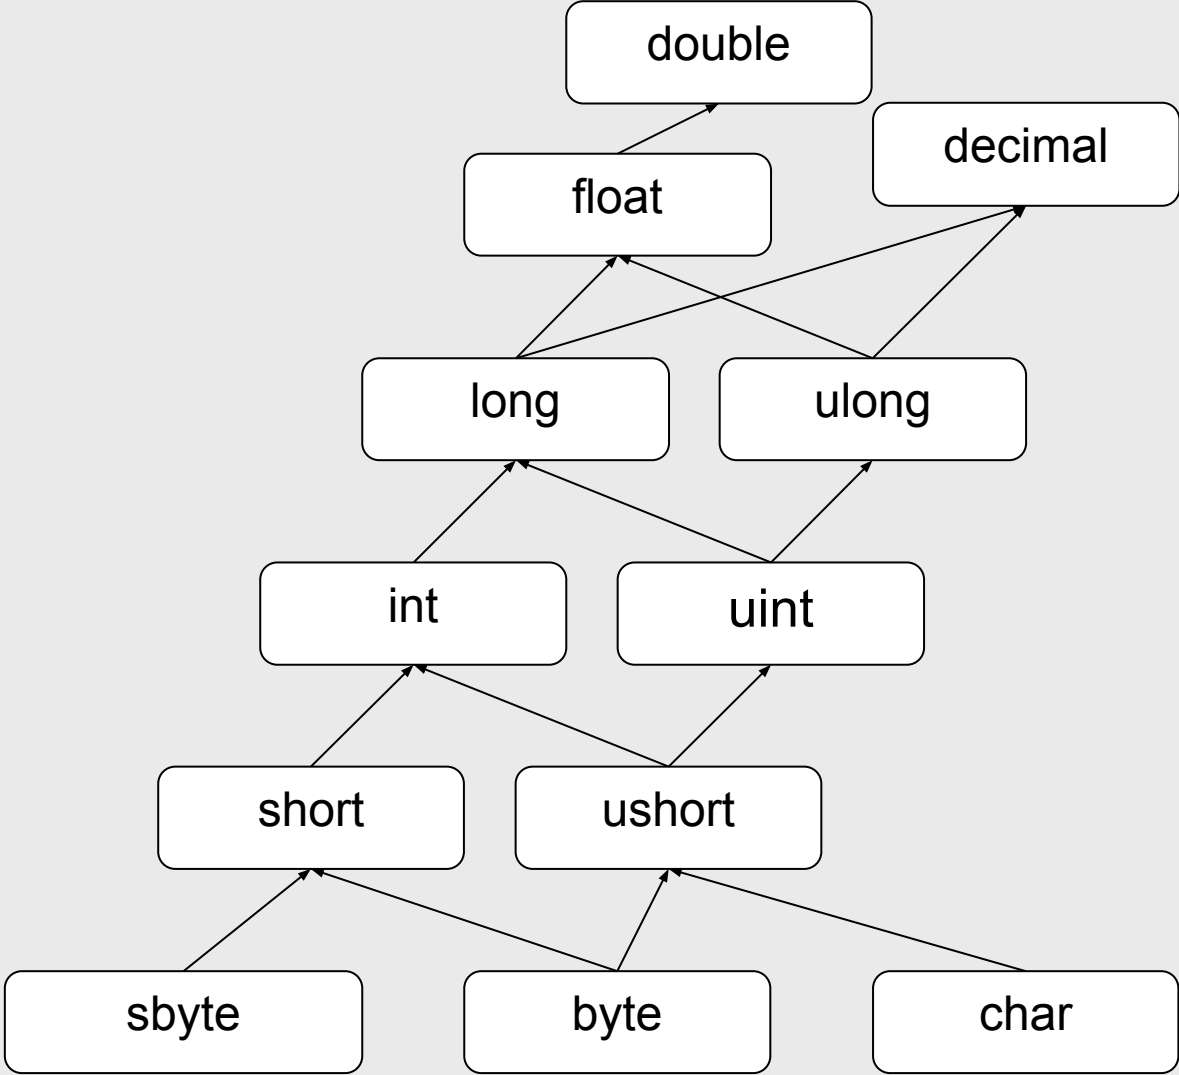 double
decimal
float
long
ulong
int
uint
short
ushort
sbyte
byte
char